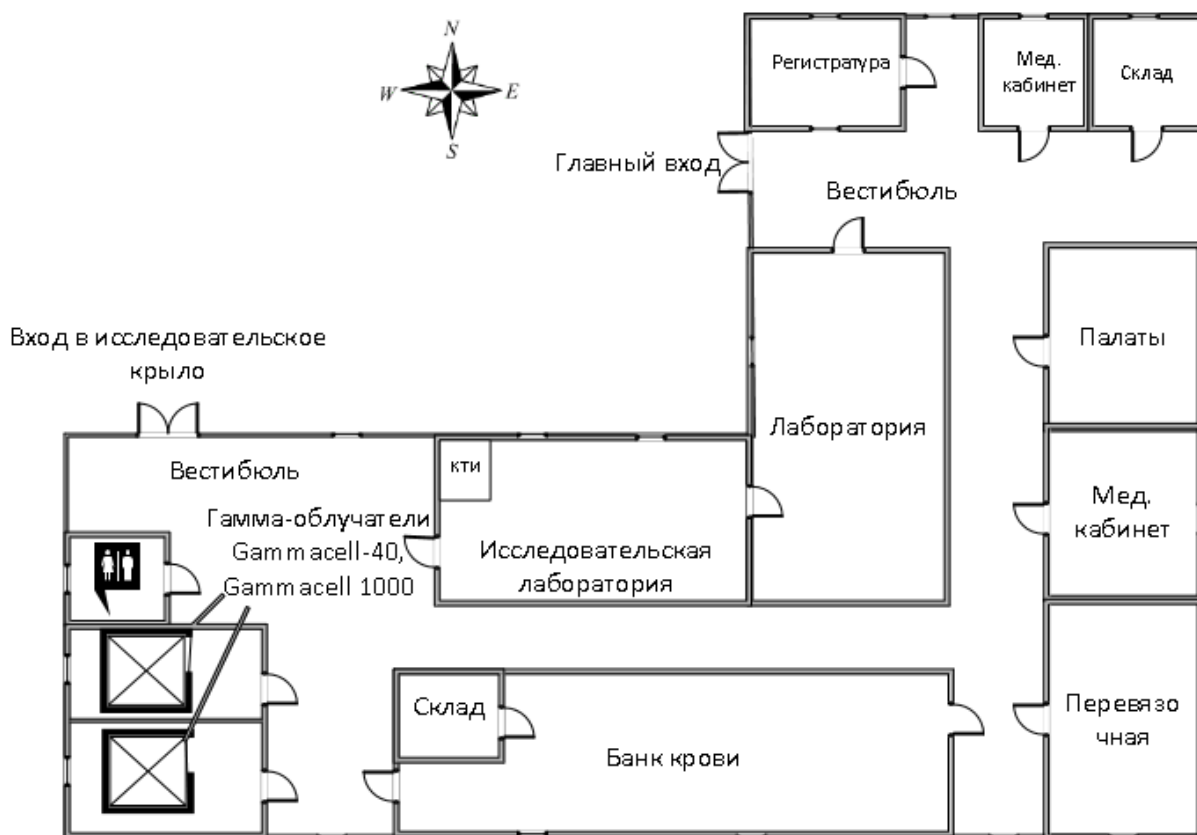 N
W
E
S
Регистратура
Мед.
кабинет
Склад
Главный вход
Вестибюль
Вход в исследовательское
крыло
Палаты
Лаборатория
Вестибюль
кти
Гамма-облучатели
Gammacell-40,
Gammacell 1000
Исследовательская
лаборатория
Мед.
кабинет
Склад
Банк крови
Перевязо
чная